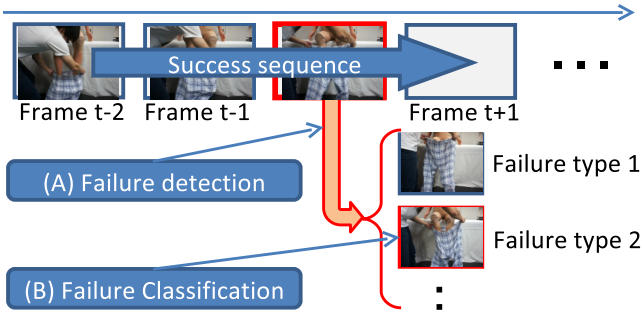 Success sequence
Frame t-2
Frame t-1
Frame t+1
(A) Failure detection
Failure type 1
Failure type 2
(B) Failure Classification